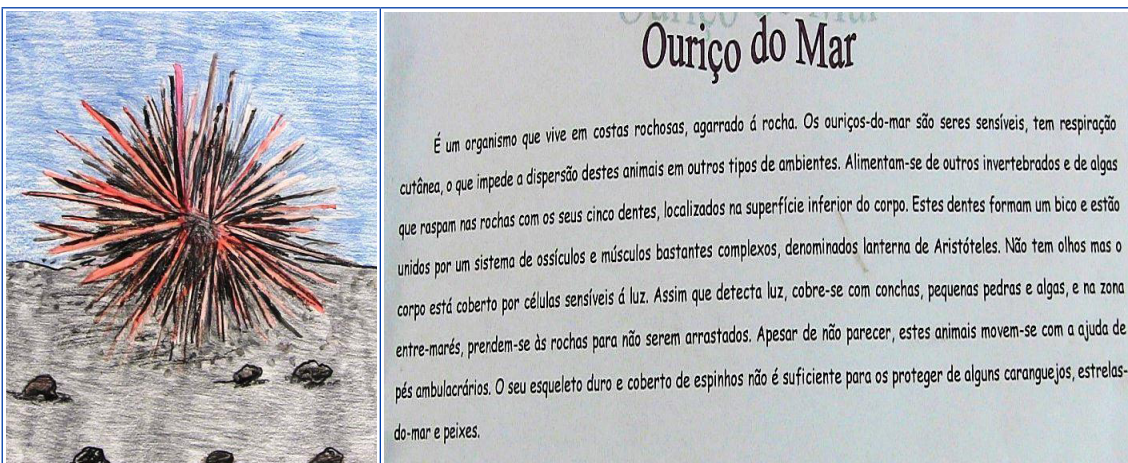 Ouriço do Mar
É um organismo que vive em costas rochosas, agarrado á rocha. Os ouriços-do-mar são seres sensíveis, tem respiração
cutânea, o que impede a dispersão destes animais em outros tipos de ambientes. Alimentam-se de outros invertebrados e de algas
que raspam nas rochas com os seus cinco dentes, localizados na superfície inferior do corpo. Estes dentes formam um bico e estão
unidos por um sistema de ossículos e músculos bastantes complexos, denominados lanterna de Aristóteles. Não tem olhos mas o
corpo está coberto por células sensíveis á luz. Assim que detecta luz, cobre-se com conchas, pequenas pedras e algas, e na zona
entre-marés, prendem-se às rochas para não serem arrastados. Apesar de não parecer, estes animais movem-se com a ajuda de
pés ambulacrários. O seu esqueleto duro e coberto de espinhos não é suficiente para os proteger de alguns caranguejos, estrelas-
do-mar e peixes.